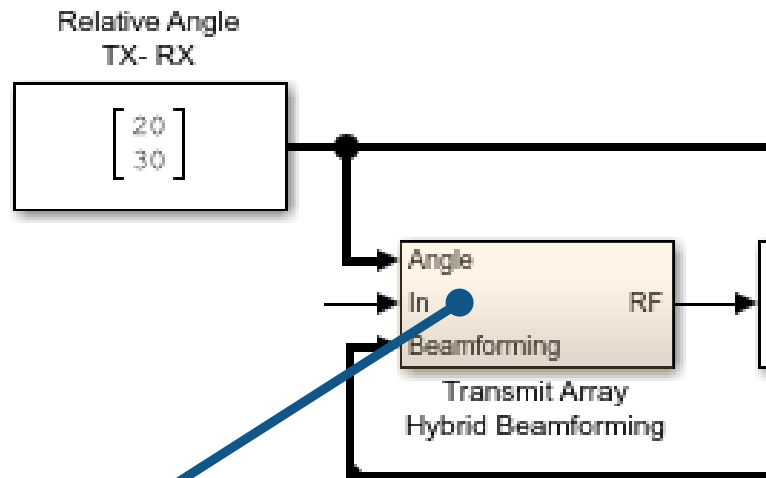 Relative Angle
TX- RX
20
30
Angle
In
RF
Beamforming
Transmit Array
Hybrid Beamforming